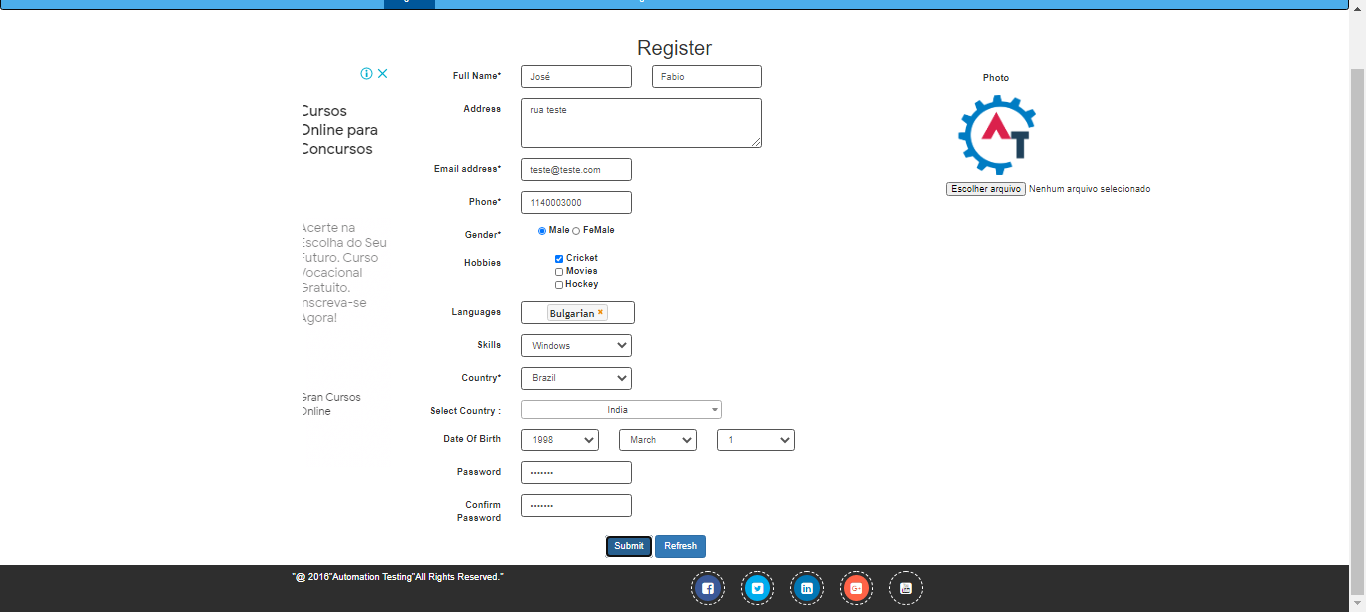 Register
Full Name*
José
Fabio
Address
rua teste
Email address*
teste@teste.com
Phone*
1140003000
Gender*
Male
FeMale
Hobbies
Cricket
Movies
Hockey
Languages
Bulgarian
Skills
Windows
Country*
Brazil
Select Country :
India
Date Of Birth
1998
March
1
Password
Confirm
Password
Submit
Refresh
Photo
AT
Escolher arquivo
Nenhum arquivo selecionado
Cursos
Online para
Concursos
Acerte na
Escolha do Seu
Futuro. Curso
Vocacional
Gratuito.
Inscreva-se
Agora!
Gran Cursos
Online
"@ 2016"Automation Testing"All Rights Reserved."